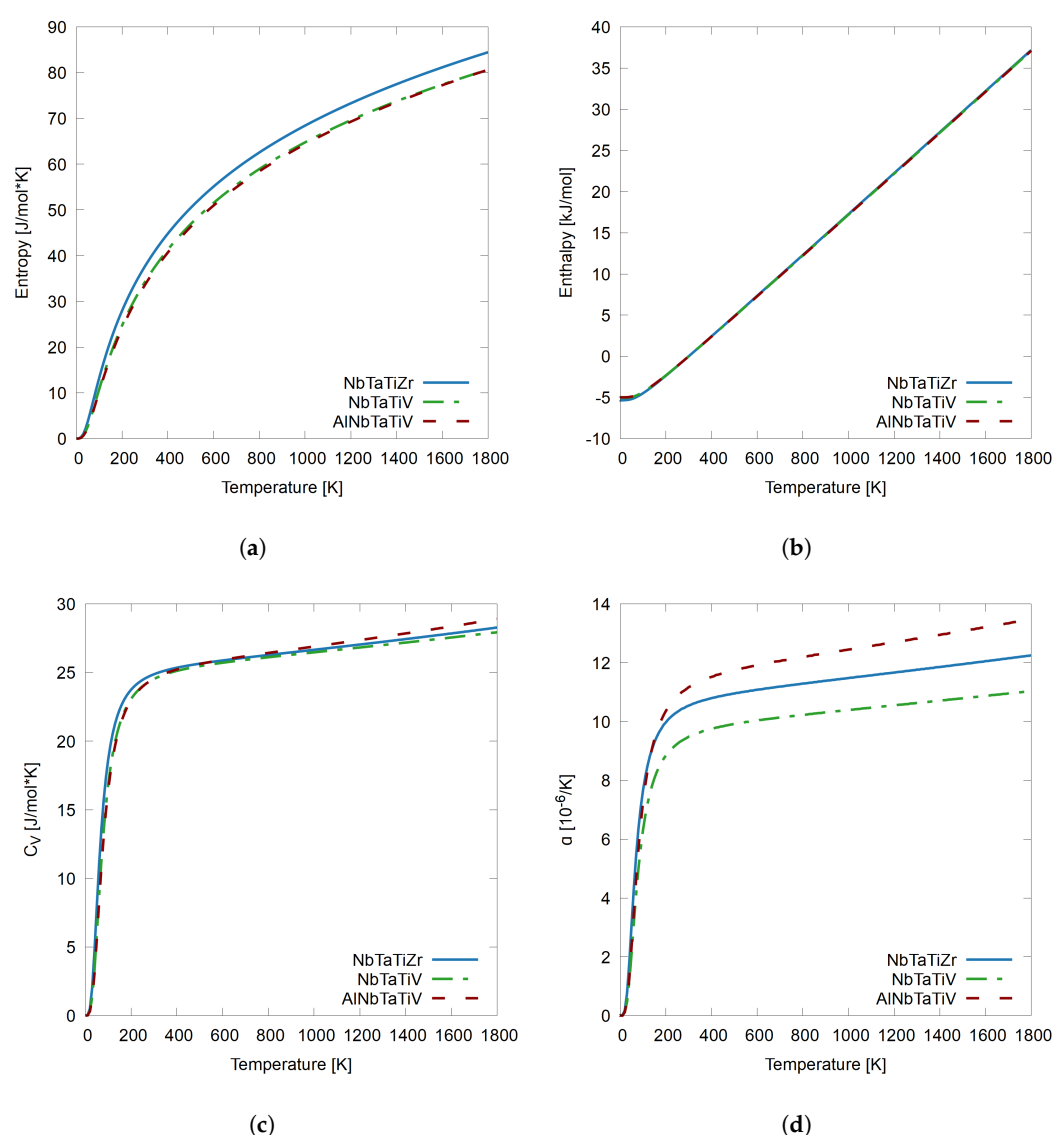 90
80
70
60
50
40
30
20
10
0
Entropy [J/mol*K]
NbTaTiZr
NbTaTiV
AlNbTaTiV
0 200 400 600 800 1000 1200 1400 1600 1800
Temperature [K]
(a)
40
35
30
25
20
15
10
5
0
-5
-10
Enthalpy [kJ/mol]
NbTaTiZr
NbTaTiV
AlNbTaTiV
0 200 400 600 800 1000 1200 1400 1600 1800
Temperature [K]
(b)
30
25
20
15
10
5
0
C_V [J/mol*K]
NbTaTiZr
NbTaTiV
AlNbTaTiV
0 200 400 600 800 1000 1200 1400 1600 1800
Temperature [K]
(c)
14
12
10
8
6
4
2
0
α [10⁻⁶/K]
NbTaTiZr
NbTaTiV
AlNbTaTiV
0 200 400 600 800 1000 1200 1400 1600 1800
Temperature [K]
(d)